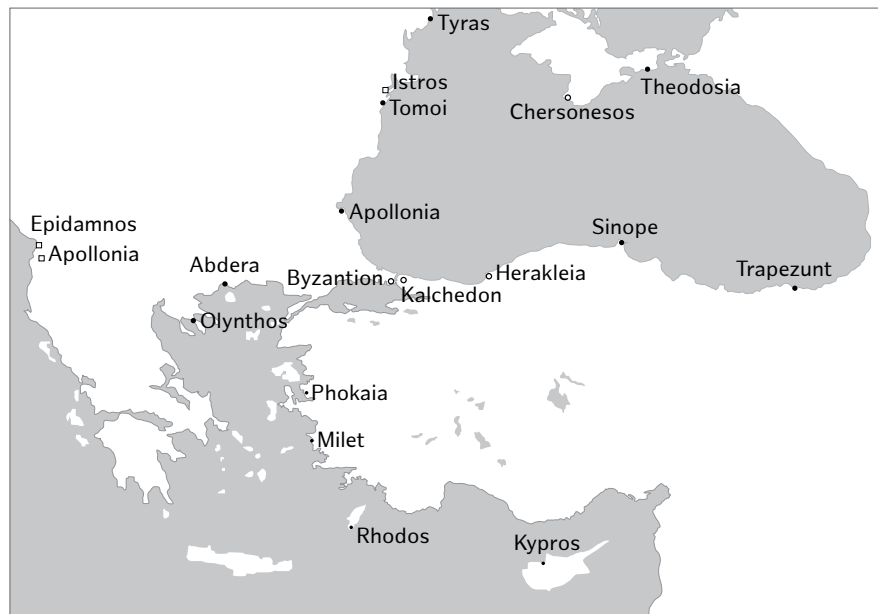 Tyras
Istros
Tomoi
Theodosia
Chersonesos
Apollonia
Epidamnos
Apollonia
Sinope
Abdera
Byzantion
Kalchedon
Herakleia
Trapezunt
Olynthos
Phokaia
Milet
Rhodos
Kypros